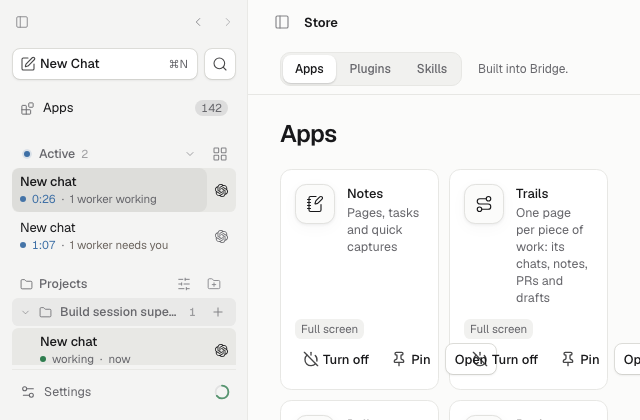 Store
New Chat ⌘N
Apps Plugins Skills Built into Bridge.
Apps 142
Apps
Active 2
New chat
0:26 · 1 worker working
New chat
1:07 · 1 worker needs you
Projects
Build session supe... 1
New chat
working · now
Settings
Notes
Pages, tasks
and quick
captures
Full screen
Turn off Pin Open
Trails
One page
per piece of
work: its
chats, notes,
PRs and
drafts
Full screen
Turn off Pin